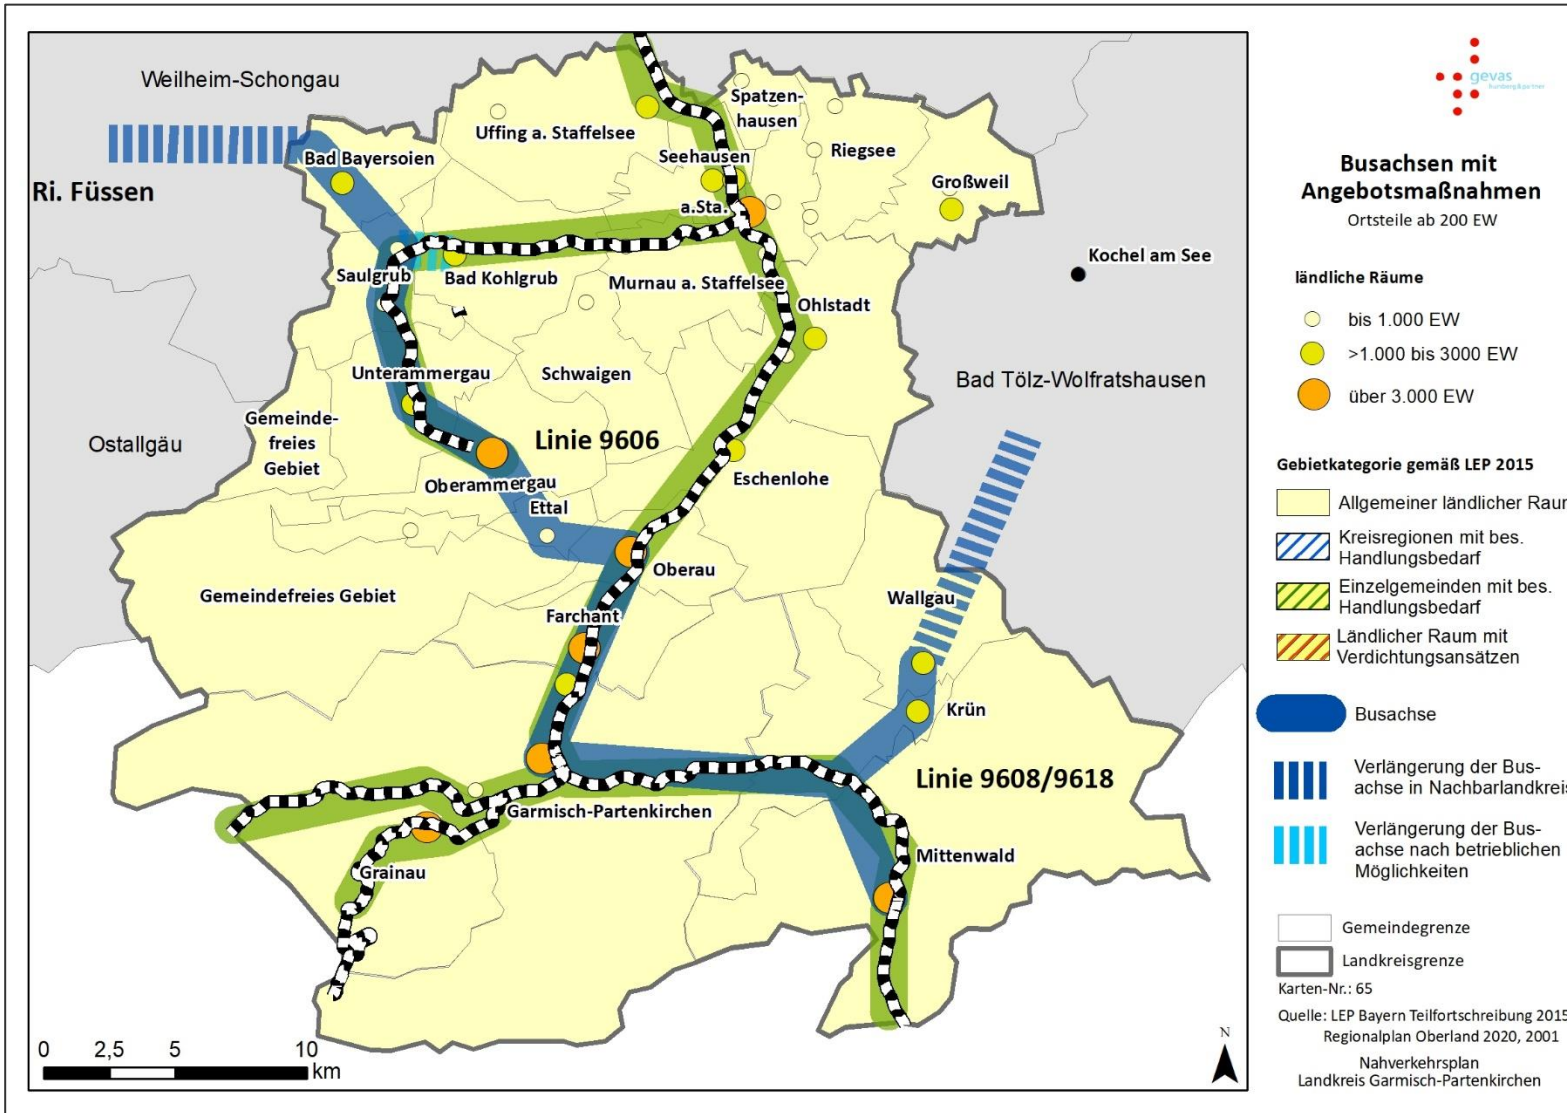 Weilheim-Schongau
Ri. Füssen
Bad Bayersoien
Uffing a. Staffelsee
Spatzen-
hausen
Seehausen
a.Sta.
Riegsee
Großweil
Kochel am See
Saulgrub
Bad Kohlgrub
Murnau a. Staffelsee
Ohlstadt
Bad Tölz-Wolfratshausen
Unterammergau
Schwaigen
Gemeinde-
freies
Gebiet
Ostallgäu
Linie 9606
Oberammergau
Ettal
Eschenlohe
Oberau
Gemeindefreies Gebiet
Farchant
Wallgau
Krün
Linie 9608/9618
Garmisch-Partenkirchen
Mittenwald
Grainau
0 2,5 5 10
km
gevas
humberg&partner
Busachsen mit
Angebotsmaßnahmen
Ortsteile ab 200 EW
ländliche Räume
bis 1.000 EW
>1.000 bis 3000 EW
über 3.000 EW
Gebietkategorie gemäß LEP 2015
Allgemeiner ländlicher Raum
Kreisregionen mit bes.
Handlungsbedarf
Einzelgemeinden mit bes.
Handlungsbedarf
Ländlicher Raum mit
Verdichtungsansätzen
Busachse
Verlängerung der Bus-
achse in Nachbarlandkreis
Verlängerung der Bus-
achse nach betrieblichen
Möglichkeiten
Gemeindegrenze
Landkreisgrenze
Karten-Nr.: 65
Quelle: LEP Bayern Teilfortschreibung 2015
Regionalplan Oberland 2020, 2001
N
Nahverkehrsplan
Landkreis Garmisch-Partenkirchen